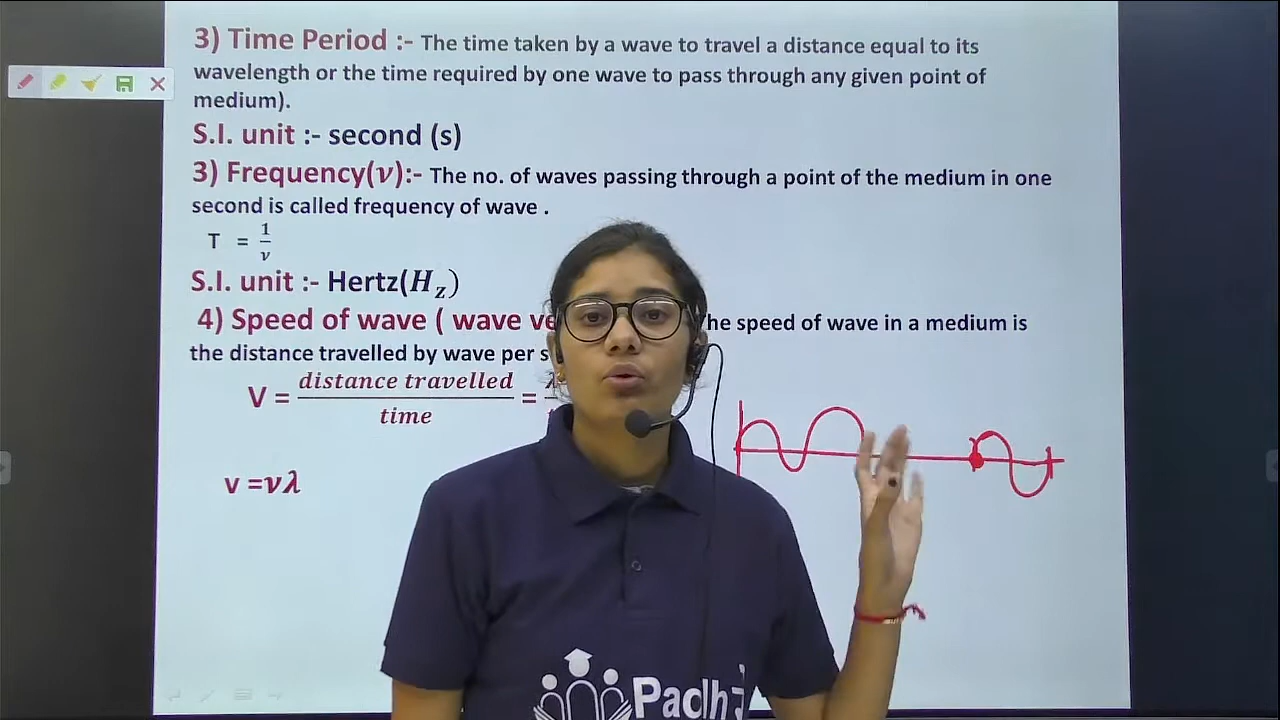 3) Time Period :- The time taken by a wave to travel a distance equal to its
wavelength or the time required by one wave to pass through any given point of
medium).
S.I. unit :- second (s)
3) Frequency(ν):- The no. of waves passing through a point of the medium in one
second is called frequency of wave .
T = 1/ν
S.I. unit :- Hertz(H_z)
4) Speed of wave ( wave he speed of wave in a medium is
the distance travelled by wave per
V = distance travelled/time =
v =νλ